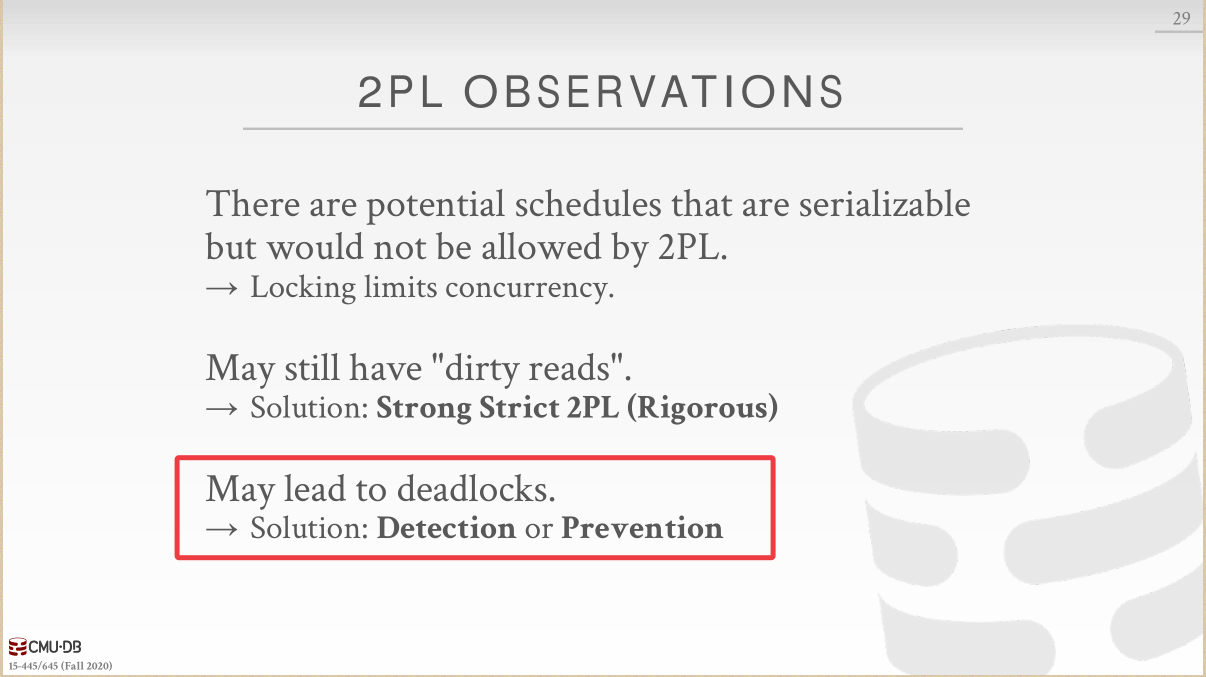 29
2PL OBSERVATIONS
There are potential schedules that are serializable
but would not be allowed by 2PL.
→ Locking limits concurrency.
May still have "dirty reads".
→ Solution: Strong Strict 2PL (Rigorous)
May lead to deadlocks.
→ Solution: Detection or Prevention
CMU·DB
15-445/645 (Fall 2020)